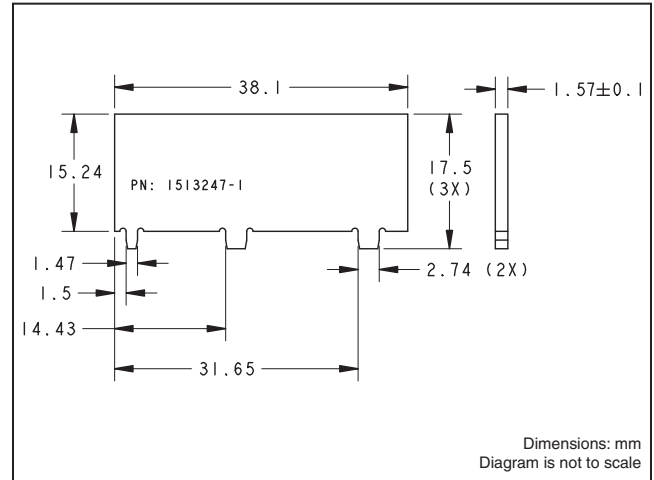 38.1
1.57±0.1
15.24
17.5
(3X)
PN: 1513247-1
1.47
2.74 (2X)
1.5
14.43
31.65
Dimensions: mm
Diagram is not to scale